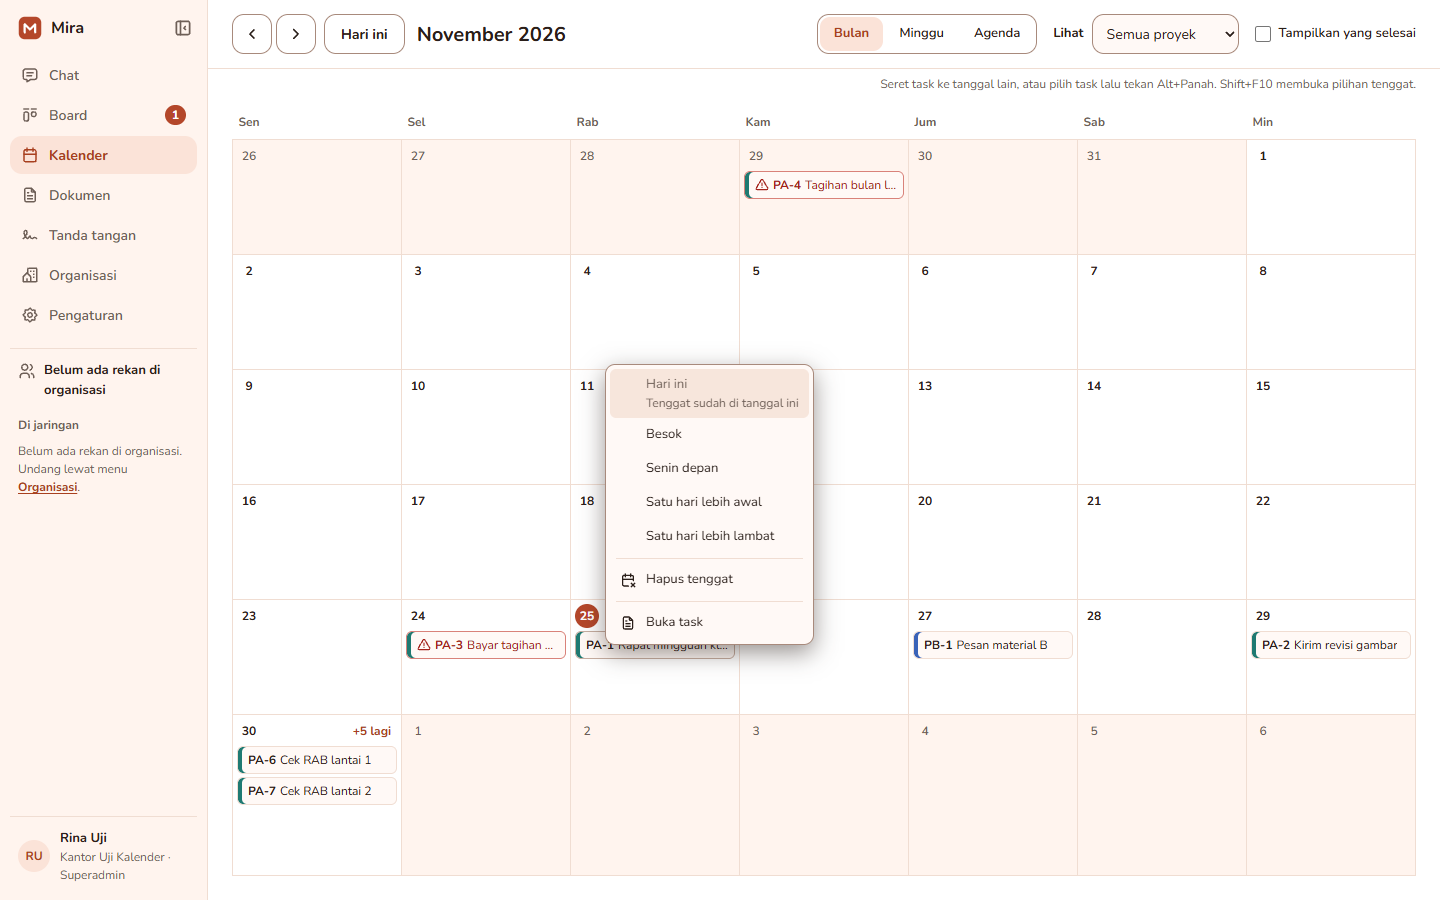 Mira
Chat
Board 1
Kalender
Dokumen
Tanda tangan
Organisasi
Pengaturan
Belum ada rekan di
organisasi
Di jaringan
Belum ada rekan di organisasi.
Undang lewat menu
Organisasi.
RU
Rina Uji
Kantor Uji Kalender ·
Superadmin
Hari ini November 2026 Bulan Minggu Agenda Lihat Semua proyek Tampilkan yang selesai
Seret task ke tanggal lain, atau pilih task lalu tekan Alt+Panah. Shift+F10 membuka pilihan tenggat.
Sen Sel Rab Kam Jum Sab Min
26 27 28 29 30 31 1
PA-4 Tagihan bulan l...
2 3 4 5 6 7 8
9 10 11 13 14 15
16 17 18 20 21 22
23 24 25 27 28 29
PA-3 Bayar tagihan ... PA-1 Rapat mingguan kl... PB-1 Pesan material B PA-2 Kirim revisi gambar
30 +5 lagi 1 2 3 4 5 6
PA-6 Cek RAB lantai 1
PA-7 Cek RAB lantai 2
Hari ini
Tenggat sudah di tanggal ini
Besok
Senin depan
Satu hari lebih awal
Satu hari lebih lambat
Hapus tenggat
Buka task